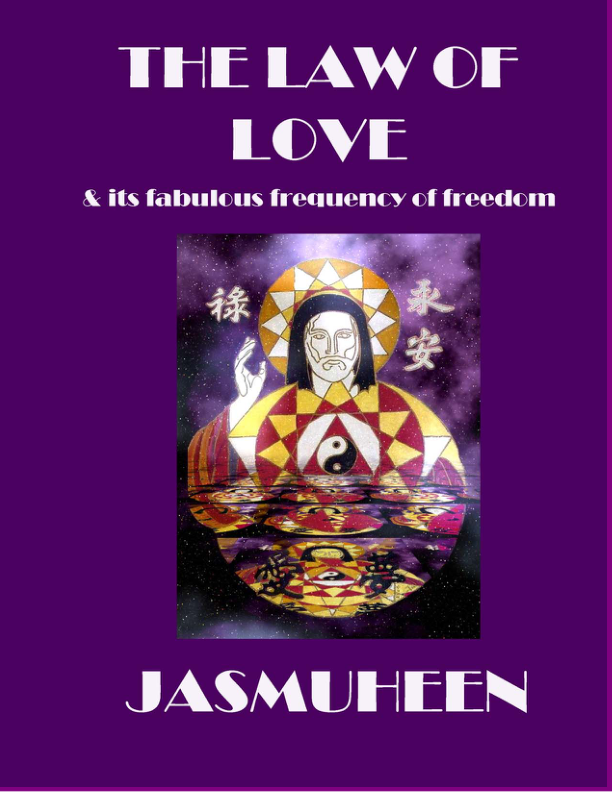 THE LAW OF
LOVE
& its fabulous frequency of freedom
祿
永
安
JASMUHEEN